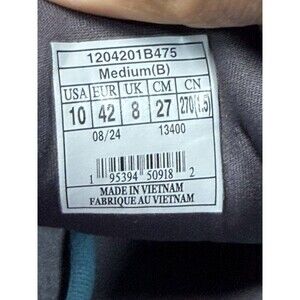 1204201B475
Medium(B)
USA EUR UK CM CN
10 42 8 27 270(1.5)
08/24 13400
1 95394 50918 2
MADE IN VIETNAM
FABRIQUE AU VIETNAM